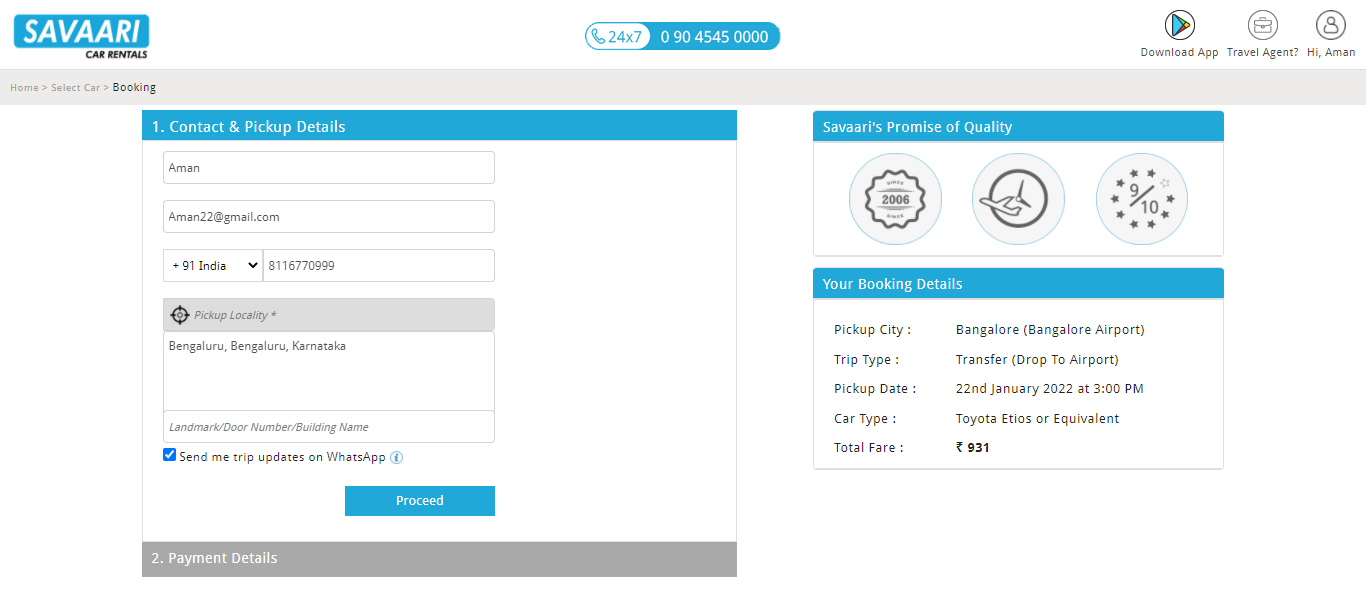 SAVAARI
CAR RENTALS
24x7 0 90 4545 0000
Download App
Travel Agent?
Hi, Aman
Home > Select Car > Booking
1. Contact & Pickup Details
Aman
Aman22@gmail.com
+ 91 India 8116770999
Pickup Locality *
Bengaluru, Bengaluru, Karnataka
Landmark/Door Number/Building Name
Send me trip updates on WhatsApp i
Proceed
2. Payment Details
Savaari's Promise of Quality
SINCE
2006
SINCE
9/10
Your Booking Details
Pickup City : Bangalore (Bangalore Airport)
Trip Type : Transfer (Drop To Airport)
Pickup Date : 22nd January 2022 at 3:00 PM
Car Type : Toyota Etios or Equivalent
Total Fare : ₹ 931